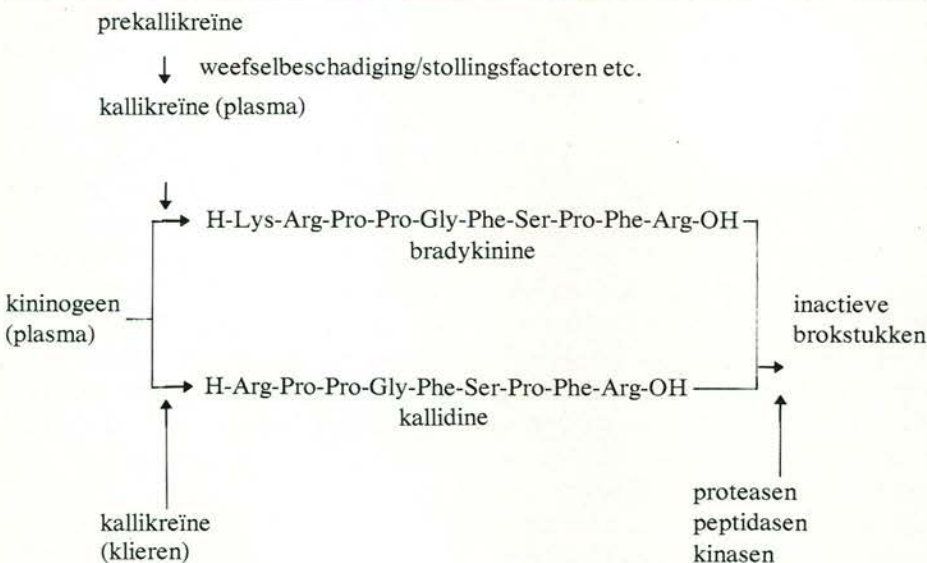 prekallikreïne
weefselbeschadiging/stollingsfactoren etc.
kallikreïne (plasma)
H-Lys-Arg-Pro-Pro-Gly-Phe-Ser-Pro-Phe-Arg-OH
bradykinine
kininogeen
(plasma)
inactieve
brokstukken
H-Arg-Pro-Pro-Gly-Phe-Ser-Pro-Phe-Arg-OH
kallidine
kallikreïne
(klieren)
proteasen
peptidasen
kinasen